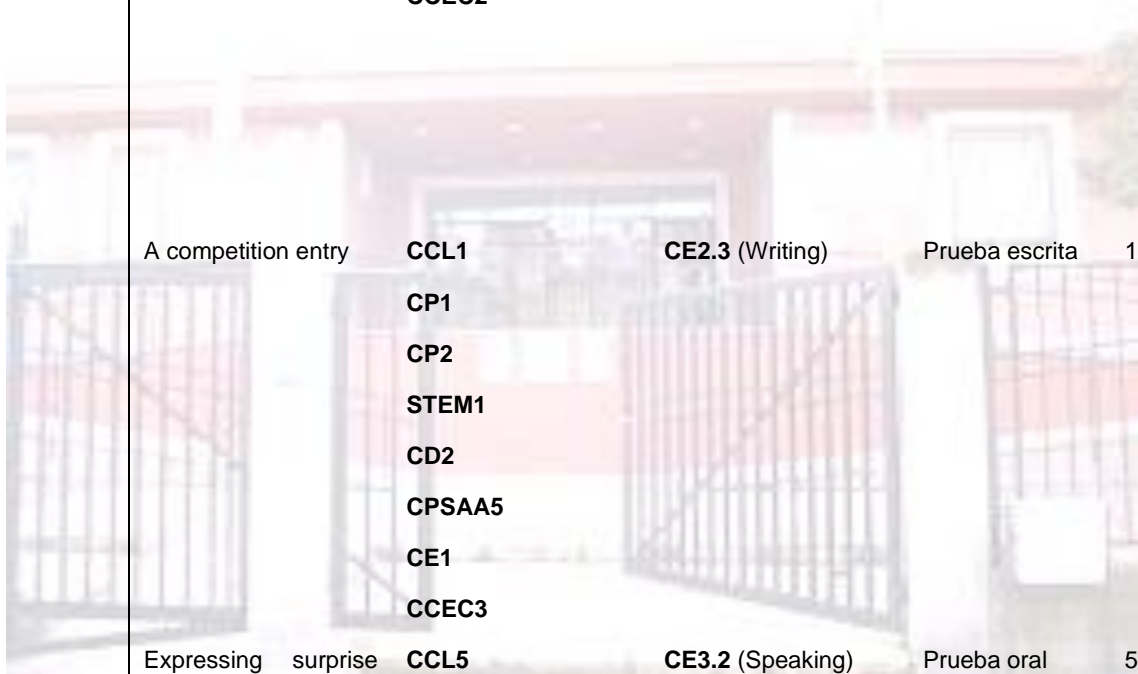 A competition entry CCL1 CE2.3 (Writing) Prueba escrita 1
CP1
CP2
STEM1
CD2
CPSAA5
CE1
CCEC3
Expressing surprise CCL5 CE3.2 (Speaking) Prueba oral 5